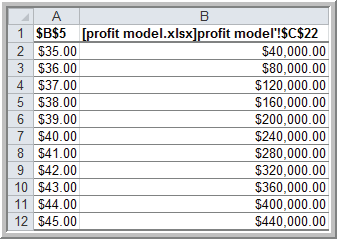 A B
1 $B$5 [profit model.xlsx]profit model'!$C$22
2 $35.00 $40,000.00
3 $36.00 $80,000.00
4 $37.00 $120,000.00
5 $38.00 $160,000.00
6 $39.00 $200,000.00
7 $40.00 $240,000.00
8 $41.00 $280,000.00
9 $42.00 $320,000.00
10 $43.00 $360,000.00
11 $44.00 $400,000.00
12 $45.00 $440,000.00